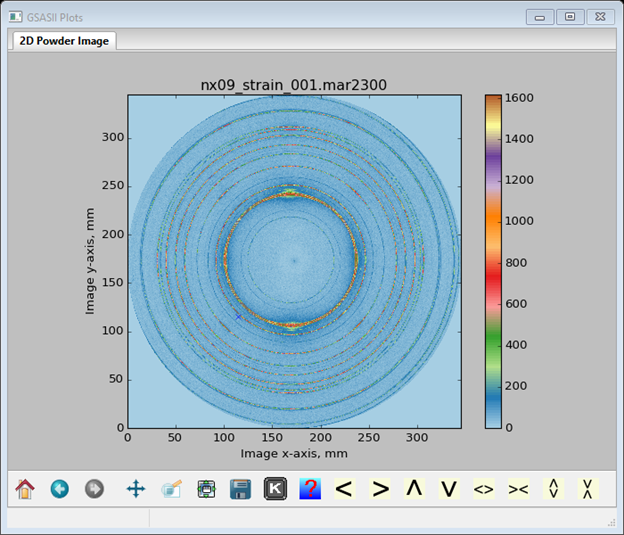 GSASII Plots
2D Powder Image
nx09_strain_001.mar2300
Image y-axis, mm
300
250
200
150
100
50
0
0 50 100 150 200 250 300
Image x-axis, mm
1600
1400
1200
1000
800
600
400
200
0
K ? < > Λ V <> >< <> ><